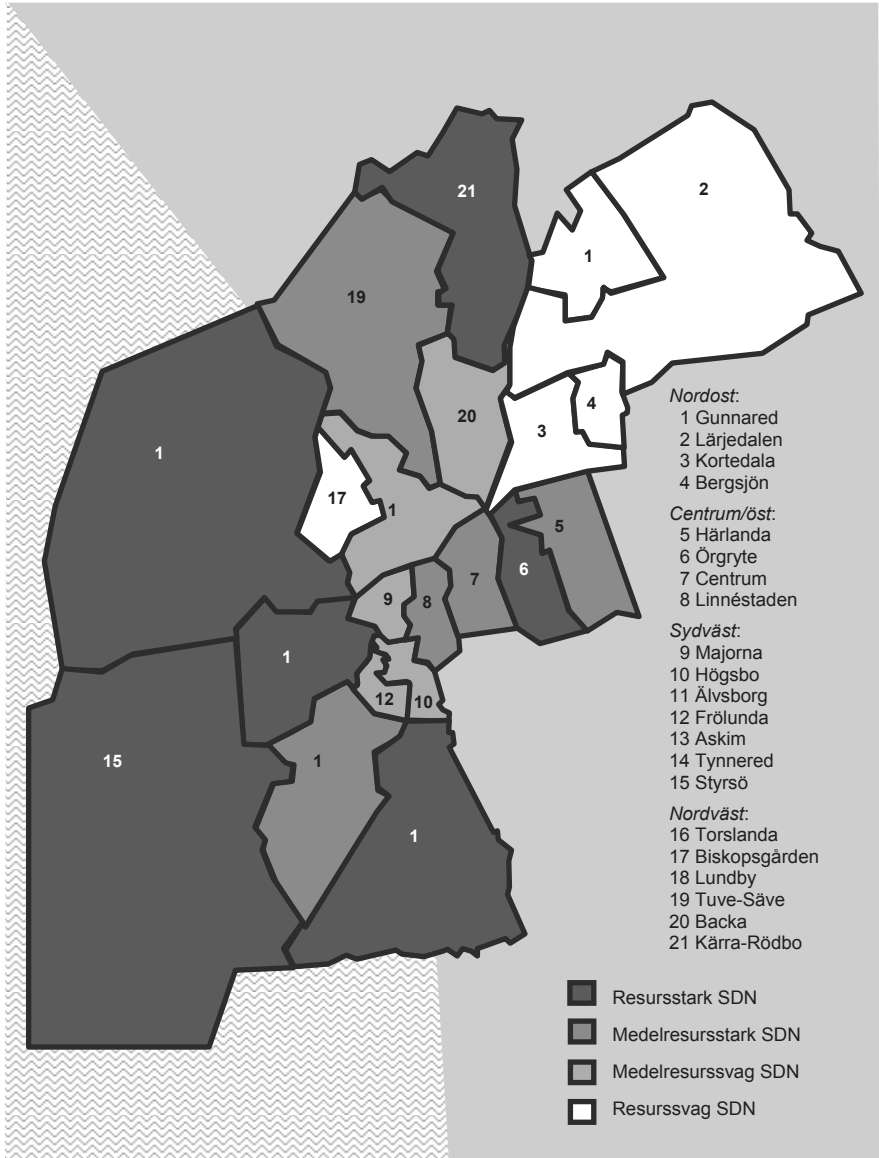 21
2
1
19
20
4
3
1
17
1
5
6
7
9
8
1
12
10
15
1
1
Nordost:
1 Gunnared
2 Lärjedalen
3 Kortedala
4 Bergsjön
Centrum/öst:
5 Härlanda
6 Örgryte
7 Centrum
8 Linnéstaden
Sydväst:
9 Majorna
10 Högsbo
11 Älvsborg
12 Frölunda
13 Askim
14 Tynnered
15 Styrsö
Nordväst:
16 Torslanda
17 Biskopsgården
18 Lundby
19 Tuve-Säve
20 Backa
21 Kärra-Rödbo
Resursstark SDN
Medelresursstark SDN
Medelresurssvag SDN
Resurssvag SDN